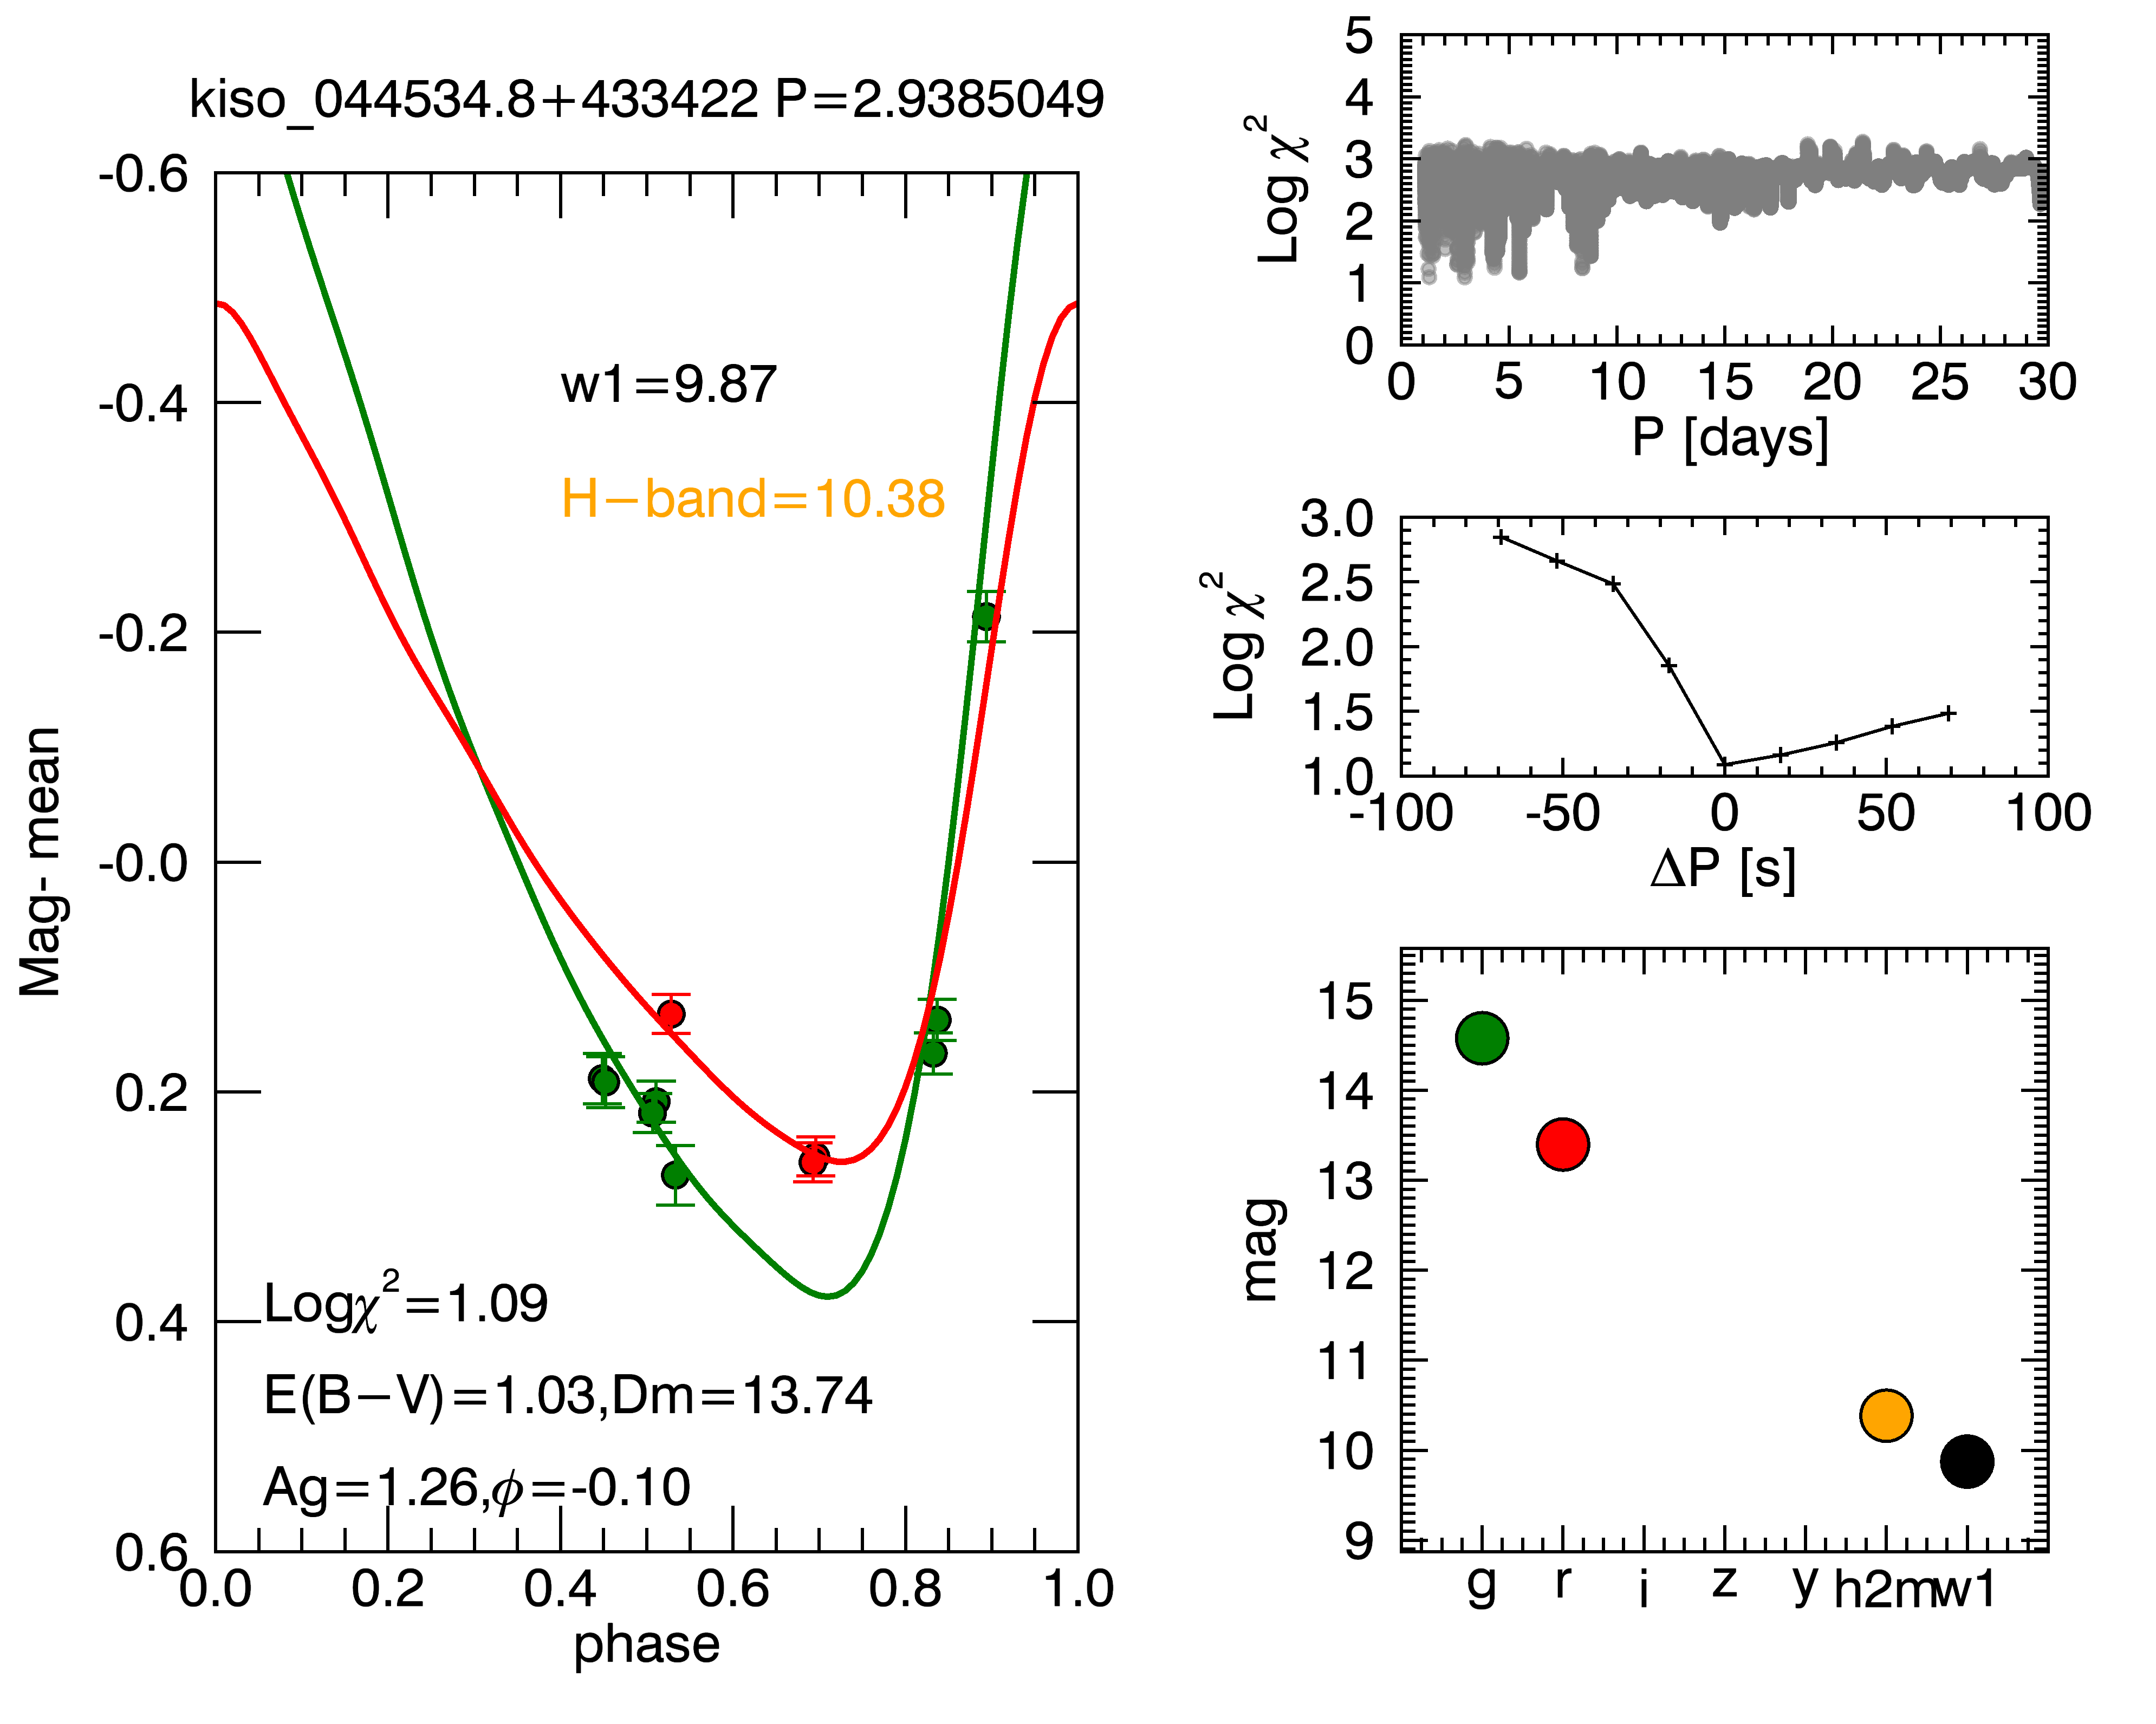 kiso_044534.8+433422 P=2.9385049
-0.6
-0.4
-0.2
-0.0
0.2
0.4
0.6
Mag- mean
w1=9.87
H−band=10.38
Logχ²=1.09
E(B−V)=1.03,Dm=13.74
Ag=1.26,ϕ=-0.10
0.0 0.2 0.4 0.6 0.8 1.0
phase
5
4
3
2
1
0
Log χ²
0 5 10 15 20 25 30
P [days]
3.0
2.5
2.0
1.5
1.0
Log χ²
-100 -50 0 50 100
ΔP [s]
15
14
13
12
11
10
9
mag
g r i z y h2mw1